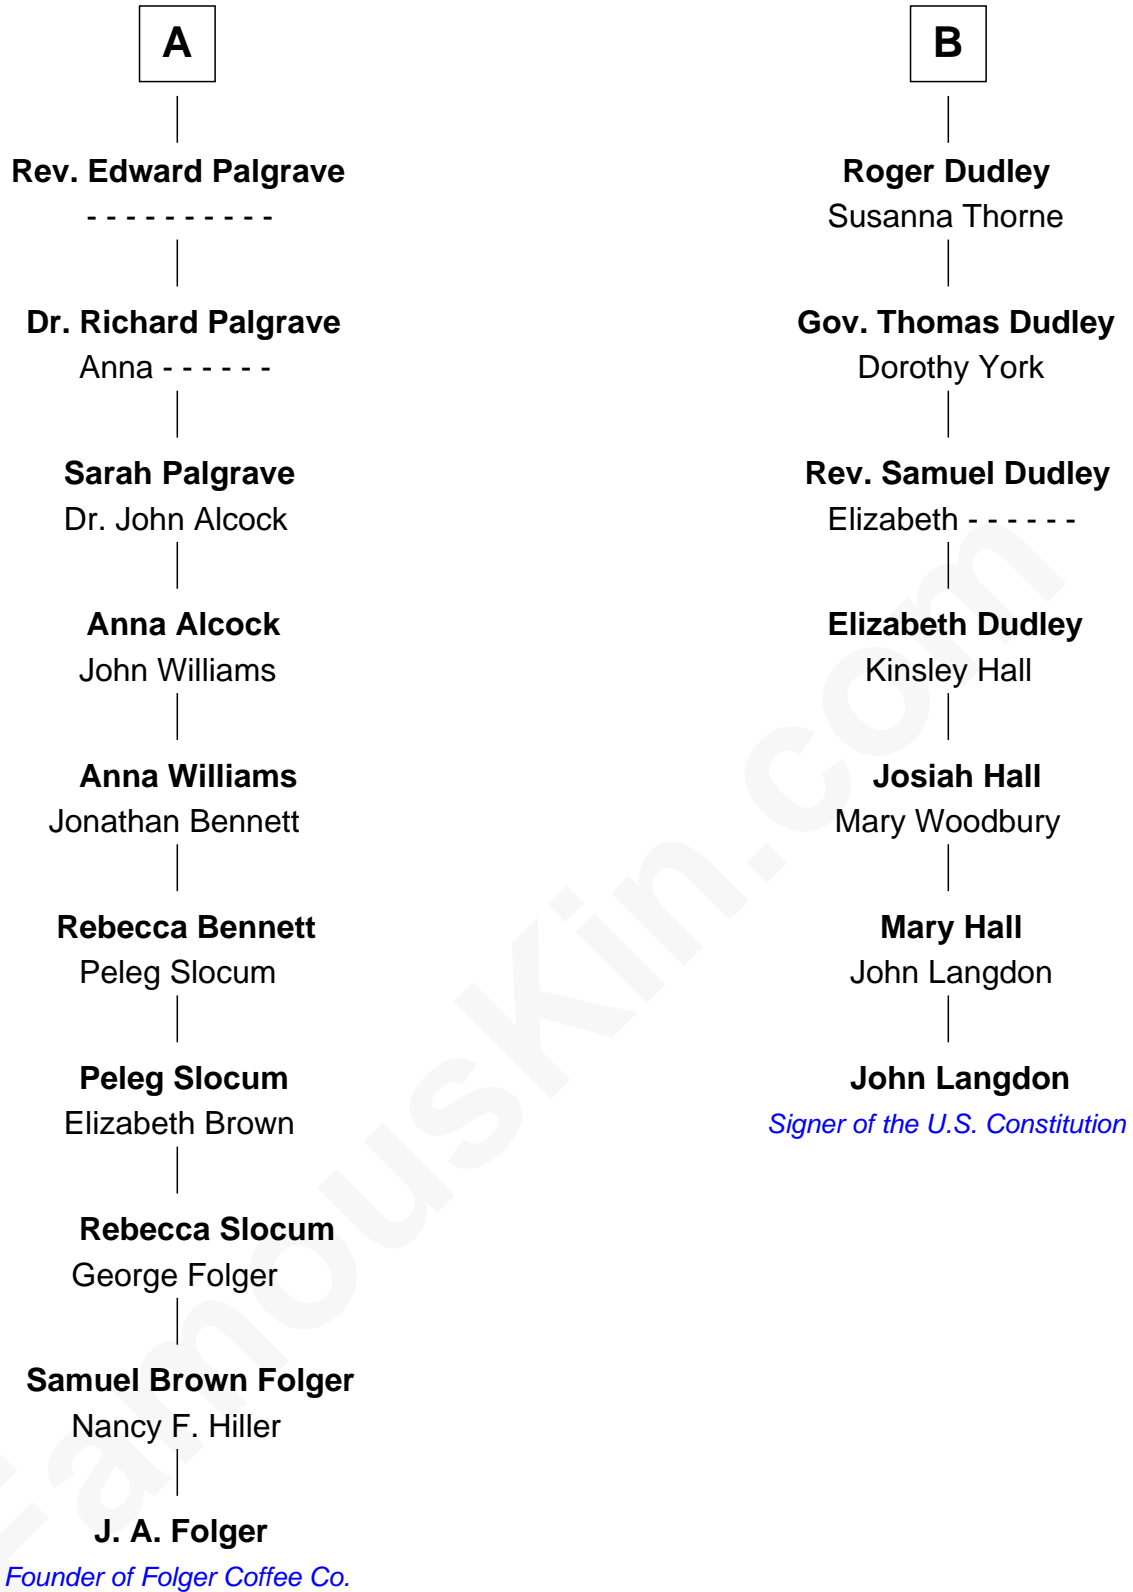 A
Rev. Edward Palgrave
- - - - - - - - - -
Dr. Richard Palgrave
Anna - - - - - -
Sarah Palgrave
Dr. John Alcock
Anna Alcock
John Williams
Anna Williams
Jonathan Bennett
Rebecca Bennett
Peleg Slocum
Peleg Slocum
Elizabeth Brown
Rebecca Slocum
George Folger
Samuel Brown Folger
Nancy F. Hiller
J. A. Folger
Founder of Folger Coffee Co.
B
Roger Dudley
Susanna Thorne
Gov. Thomas Dudley
Dorothy York
Rev. Samuel Dudley
Elizabeth - - - - - -
Elizabeth Dudley
Kinsley Hall
Josiah Hall
Mary Woodbury
Mary Hall
John Langdon
John Langdon
Signer of the U.S. Constitution
FamousKin.com